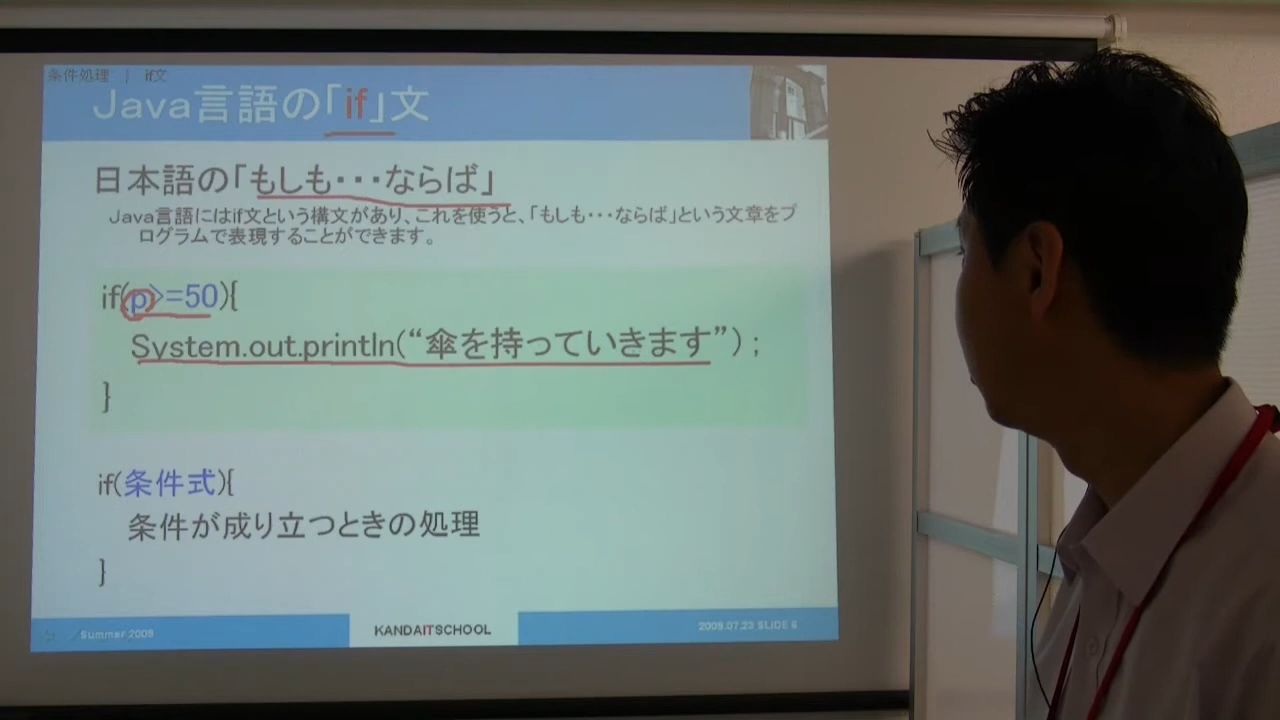 条件処理 | if文
Java言語の「if」文
日本語の「もしも・・・ならば」
Java言語にはif文という構文があり、これを使うと、「もしも・・・ならば」という文章をプ
ログラムで表現することができます。
if(p>=50){
System.out.println(“傘を持っていきます”) ;
}
if(条件式){
条件が成り立つときの処理
}
/Summer 2009
KANDAITSCHOOL
2009.07.23 SLIDE 6